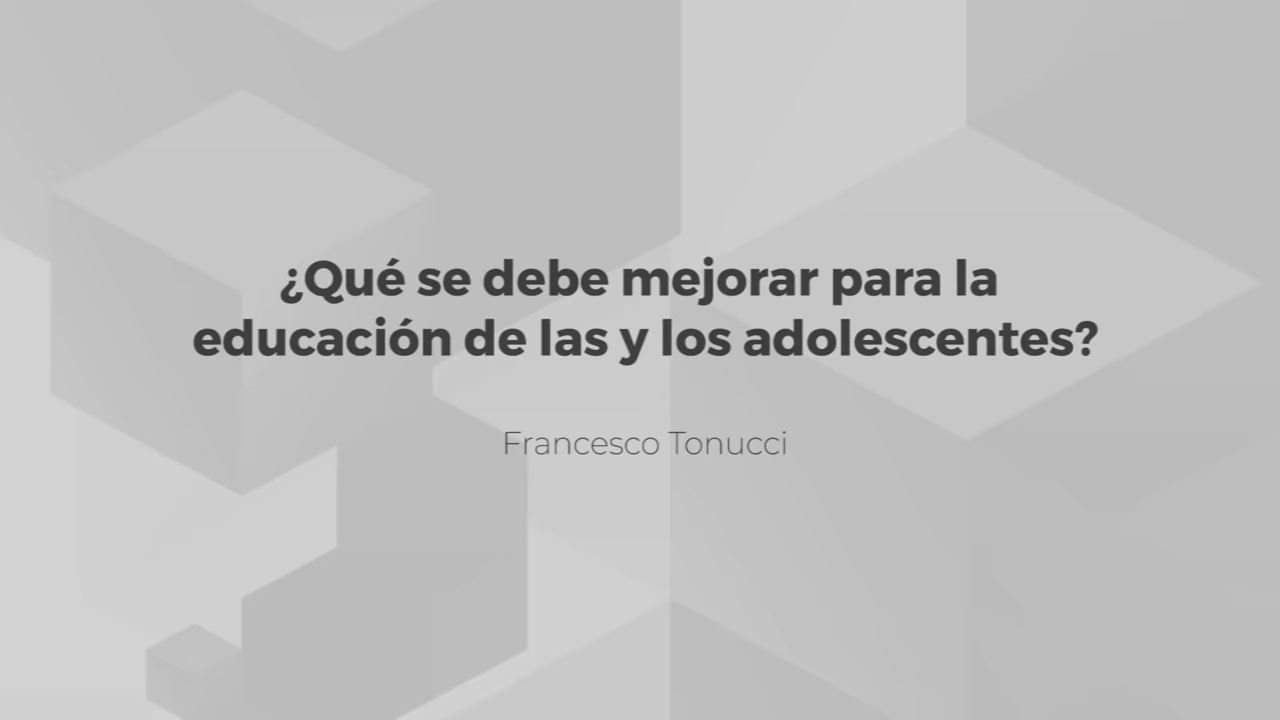 ¿Qué se debe mejorar para la
educación de las y los adolescentes?
Francesco Tonucci